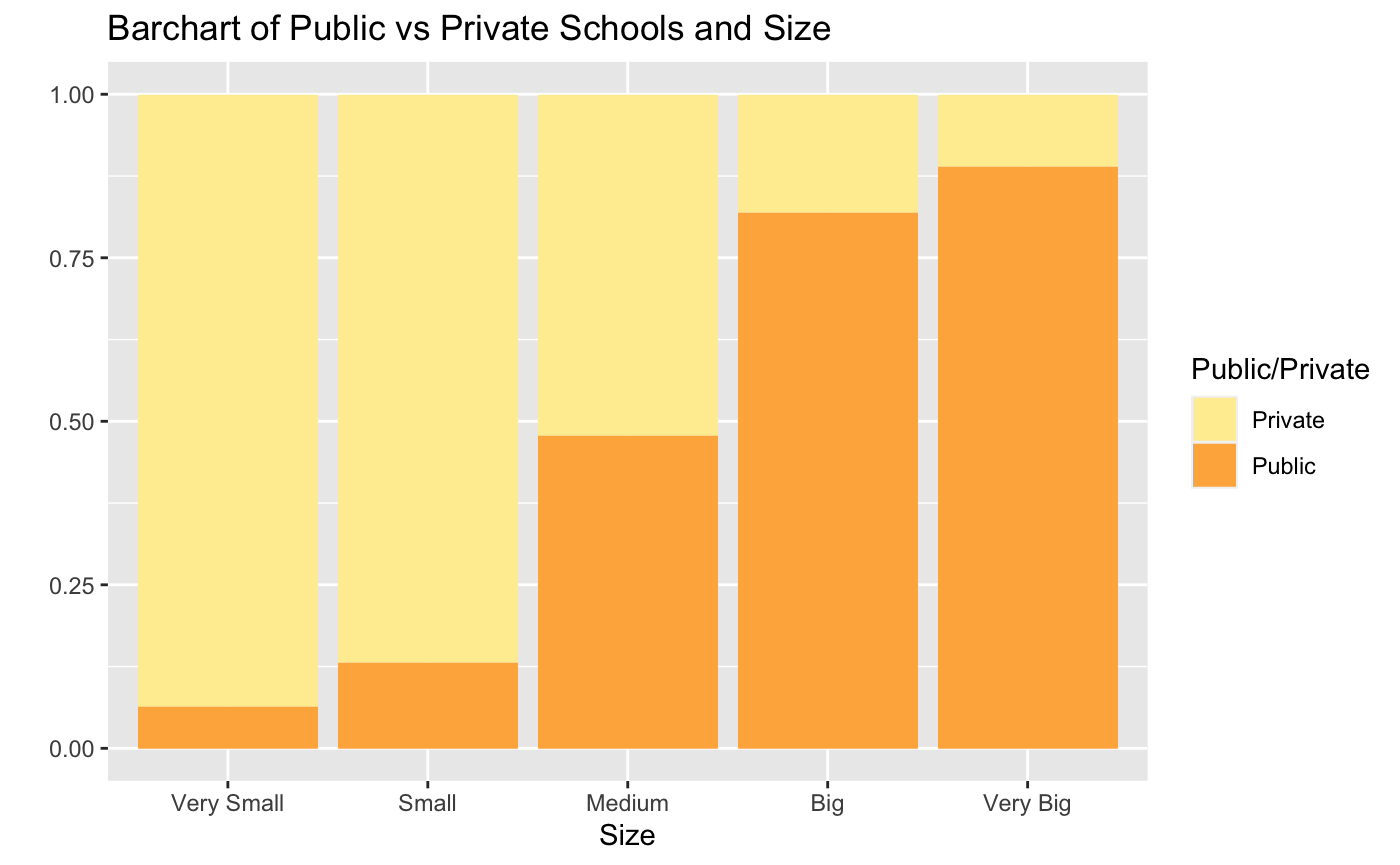 Barchart of Public vs Private Schools and Size
1.00
0.75
0.50
0.25
0.00
Very Small Small Medium Big Very Big
Size
Public/Private
Private
Public